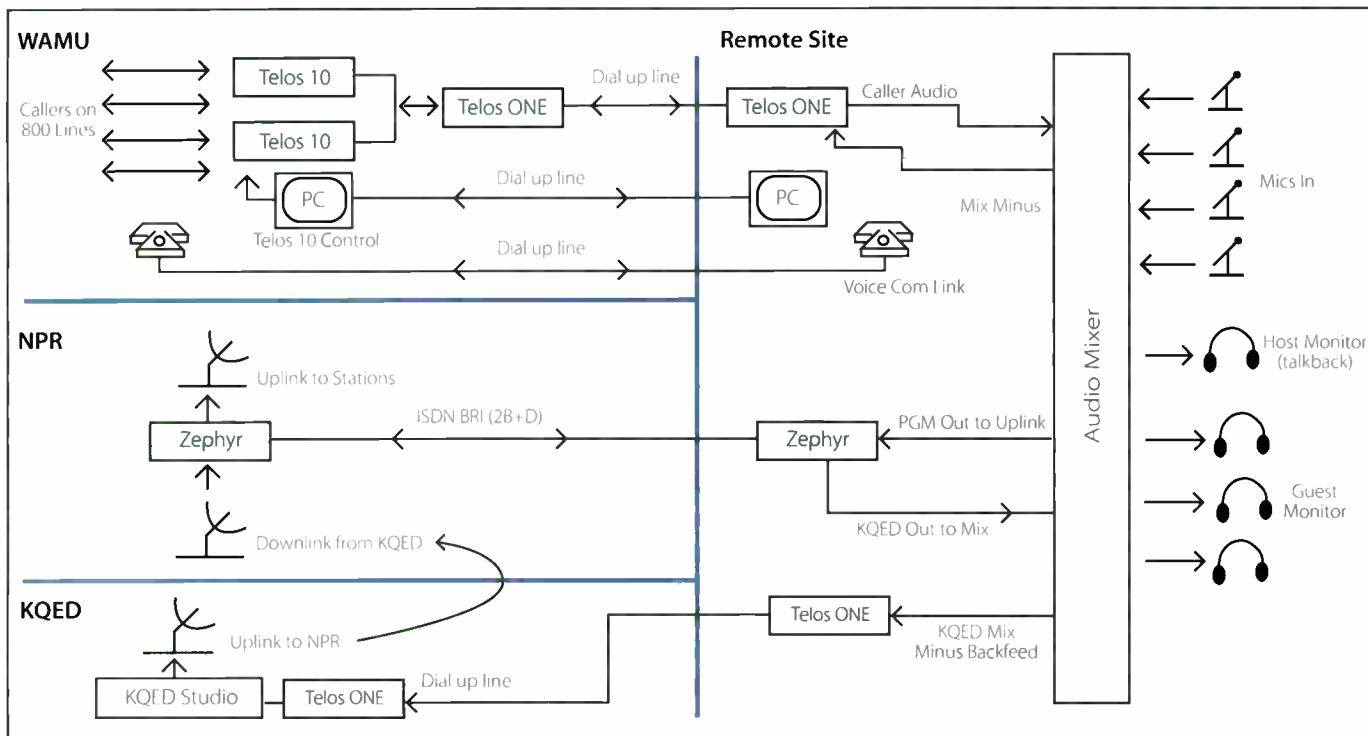 WAMU
Remote Site
Callers on
800 Lines
Telos 10
Telos 10
Telos ONE
Dial up line
Telos ONE
Caller Audio
PC
Telos 10 Control
Dial up line
PC
Mix Minus
Mics In
Dial up line
Voice Com Link
Audio Mixer
NPR
Uplink to Stations
Zephyr
ISDN BRI (2B+D)
Zephyr
PGM Out to Uplink
KQED Out to Mix
Downlink from KQED
Host Monitor
(talkback)
Guest
Monitor
KQED
Uplink to NPR
KQED Studio
Telos ONE
Dial up line
Telos ONE
KQED Mix
Minus Backfeed